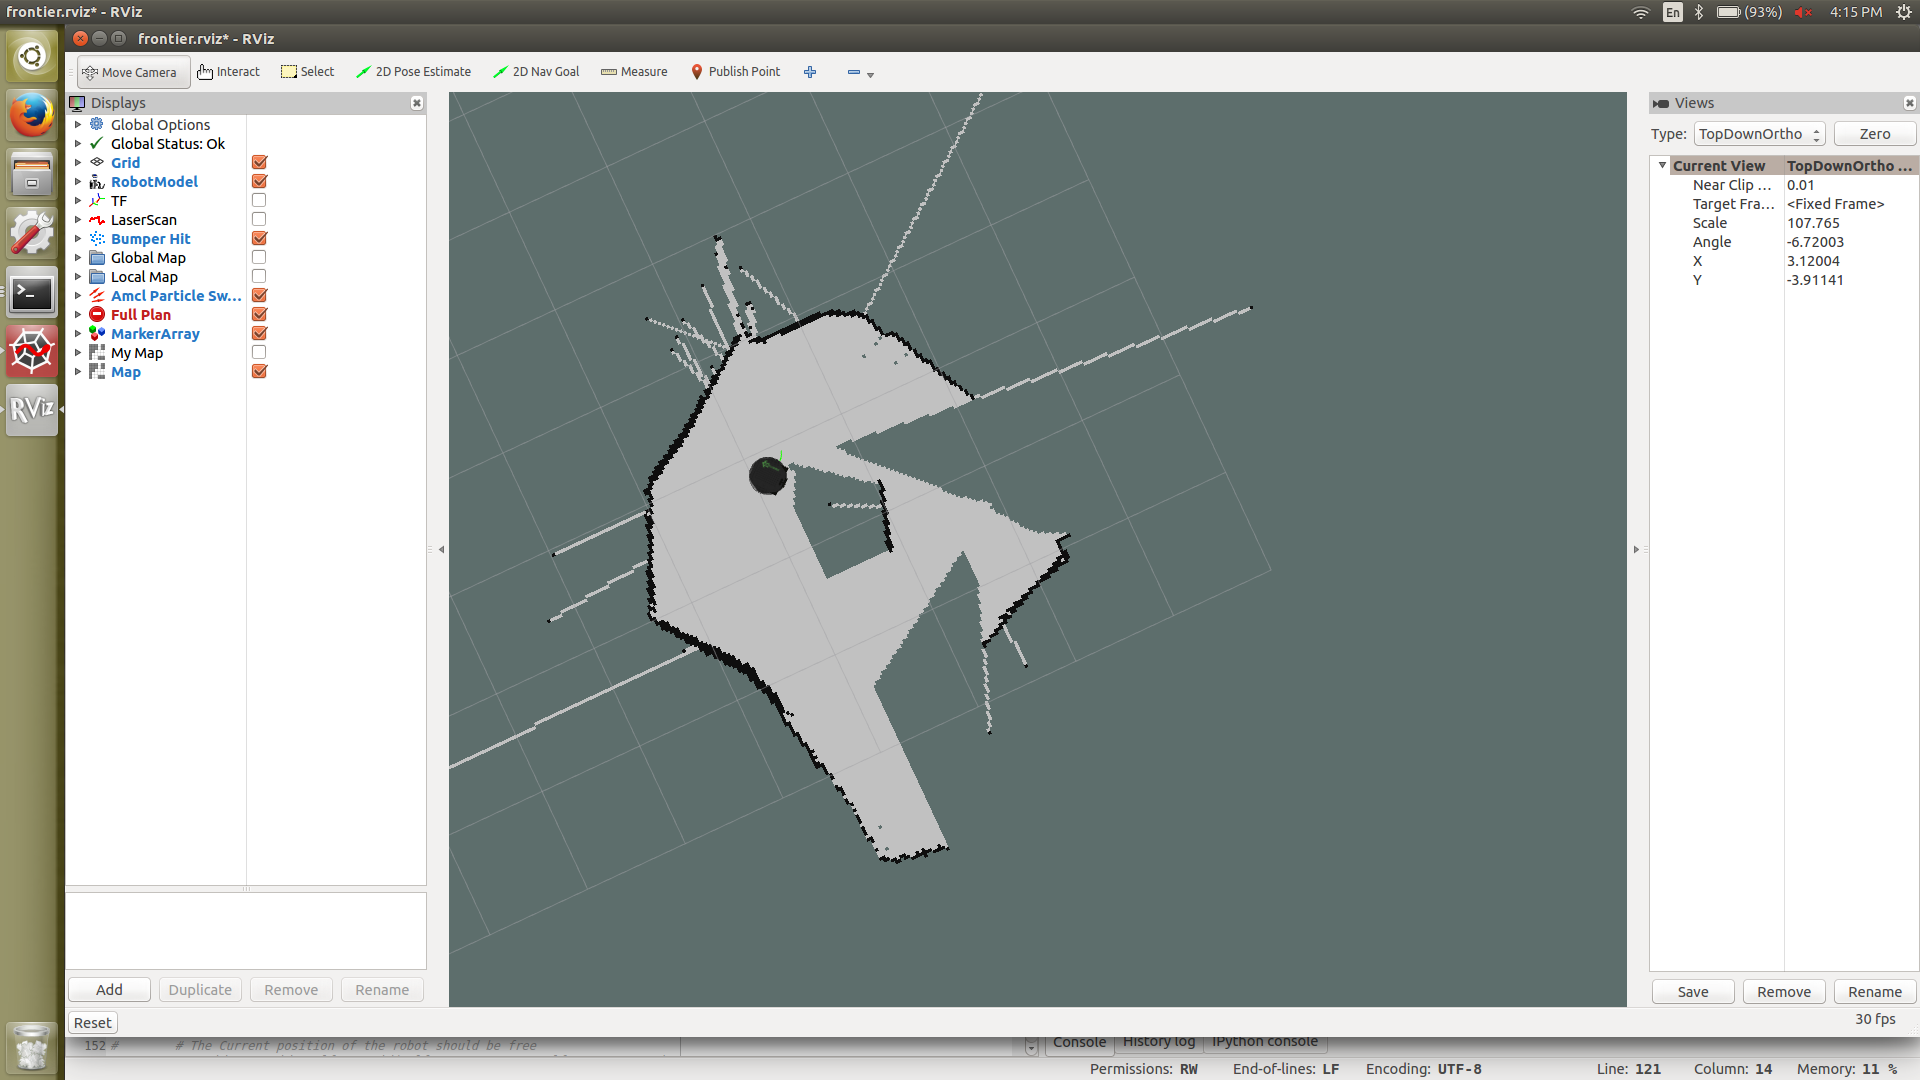 frontier.rviz* - RViz
En (93%) 4:15 PM
frontier.rviz* - RViz
Move Camera Interact Select 2D Pose Estimate 2D Nav Goal Measure Publish Point
Displays
Global Options
Global Status: Ok
Grid
RobotModel
TF
LaserScan
Bumper Hit
Global Map
Local Map
Amcl Particle Sw...
Full Plan
MarkerArray
My Map
Map
Add Duplicate Remove Rename
Reset
RViz
Views
Type: TopDownOrtho Zero
Current View TopDownOrtho ...
Near Clip ... 0.01
Target Fra... <Fixed Frame>
Scale 107.765
Angle -6.72003
X 3.12004
Y -3.91141
Save Remove Rename
30 fps
152 # # The Current position of the robot should be free
Console History log IPython console
Permissions: RW End-of-lines: LF Encoding: UTF-8 Line: 121 Column: 14 Memory: 11 %